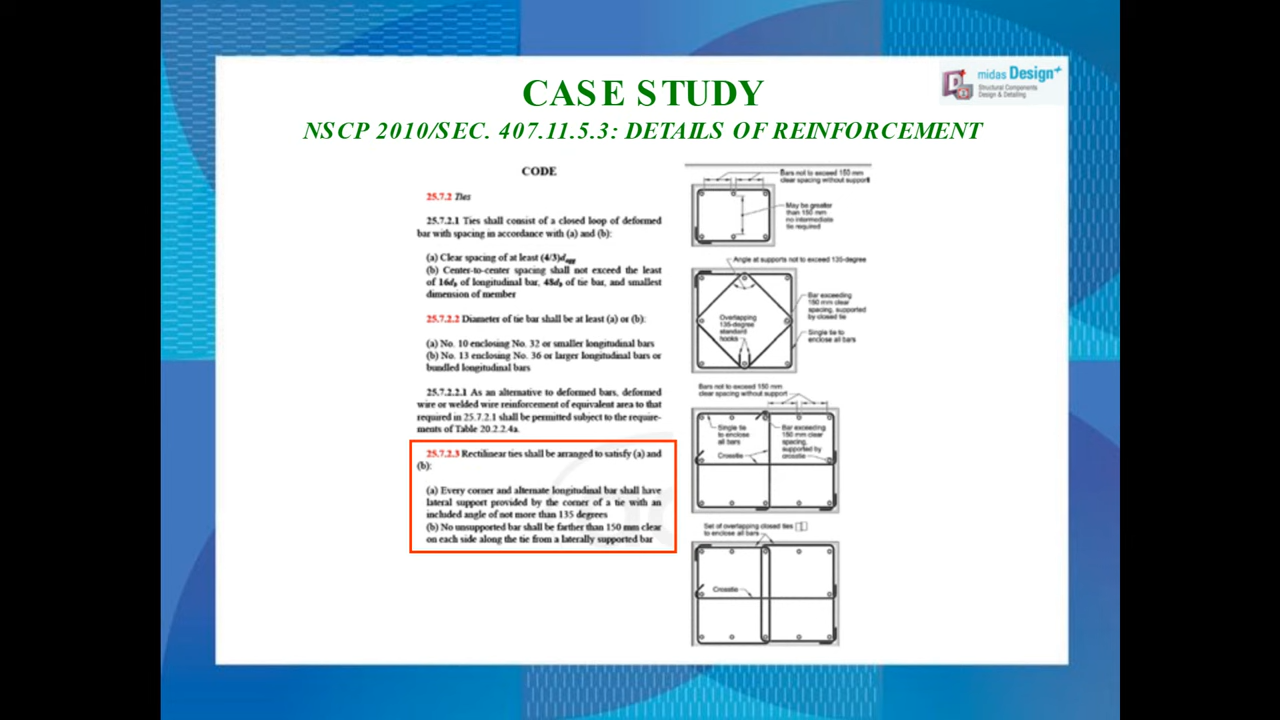 CASE STUDY
midas Design+
Structural Components
Design & Detailing
NSCP 2010/SEC. 407.11.5.3: DETAILS OF REINFORCEMENT
CODE
25.7.2 Ties
25.7.2.1 Ties shall consist of a closed loop of deformed
bar with spacing in accordance with (a) and (b):
(a) Clear spacing of at least (4/3)dagg
(b) Center-to-center spacing shall not exceed the least
of 16db of longitudinal bar, 48db of tie bar, and smallest
dimension of member
25.7.2.2 Diameter of tie bar shall be at least (a) or (b):
(a) No. 10 enclosing No. 32 or smaller longitudinal bars
(b) No. 13 enclosing No. 36 or larger longitudinal bars or
bundled longitudinal bars
25.7.2.2.1 As an alternative to deformed bars, deformed
wire or welded wire reinforcement of equivalent area to that
required in 25.7.2.1 shall be permitted subject to the require-
ments of Table 20.2.2.4a.
25.7.2.3 Rectilinear ties shall be arranged to satisfy (a) and
(b):
(a) Every corner and alternate longitudinal bar shall have
lateral support provided by the corner of a tie with an
included angle of not more than 135 degrees
(b) No unsupported bar shall be farther than 150 mm clear
on each side along the tie from a laterally supported bar
Bars not to exceed 150 mm
clear spacing without support
May be greater
than 150 mm
no intermediate
tie required
Angle at supports not to exceed 135-degree
Bar exceeding
150 mm clear
spacing, supported
by closed tie
Overlapping
135-degree
standard
hooks
Single tie to
enclose all bars
Bars not to exceed 150 mm
clear spacing without support
Single tie
to enclose
all bars
Bar exceeding
150 mm clear
spacing,
supported by
crosstie
Crosstie
Set of overlapping closed ties
to enclose all bars
Crosstie